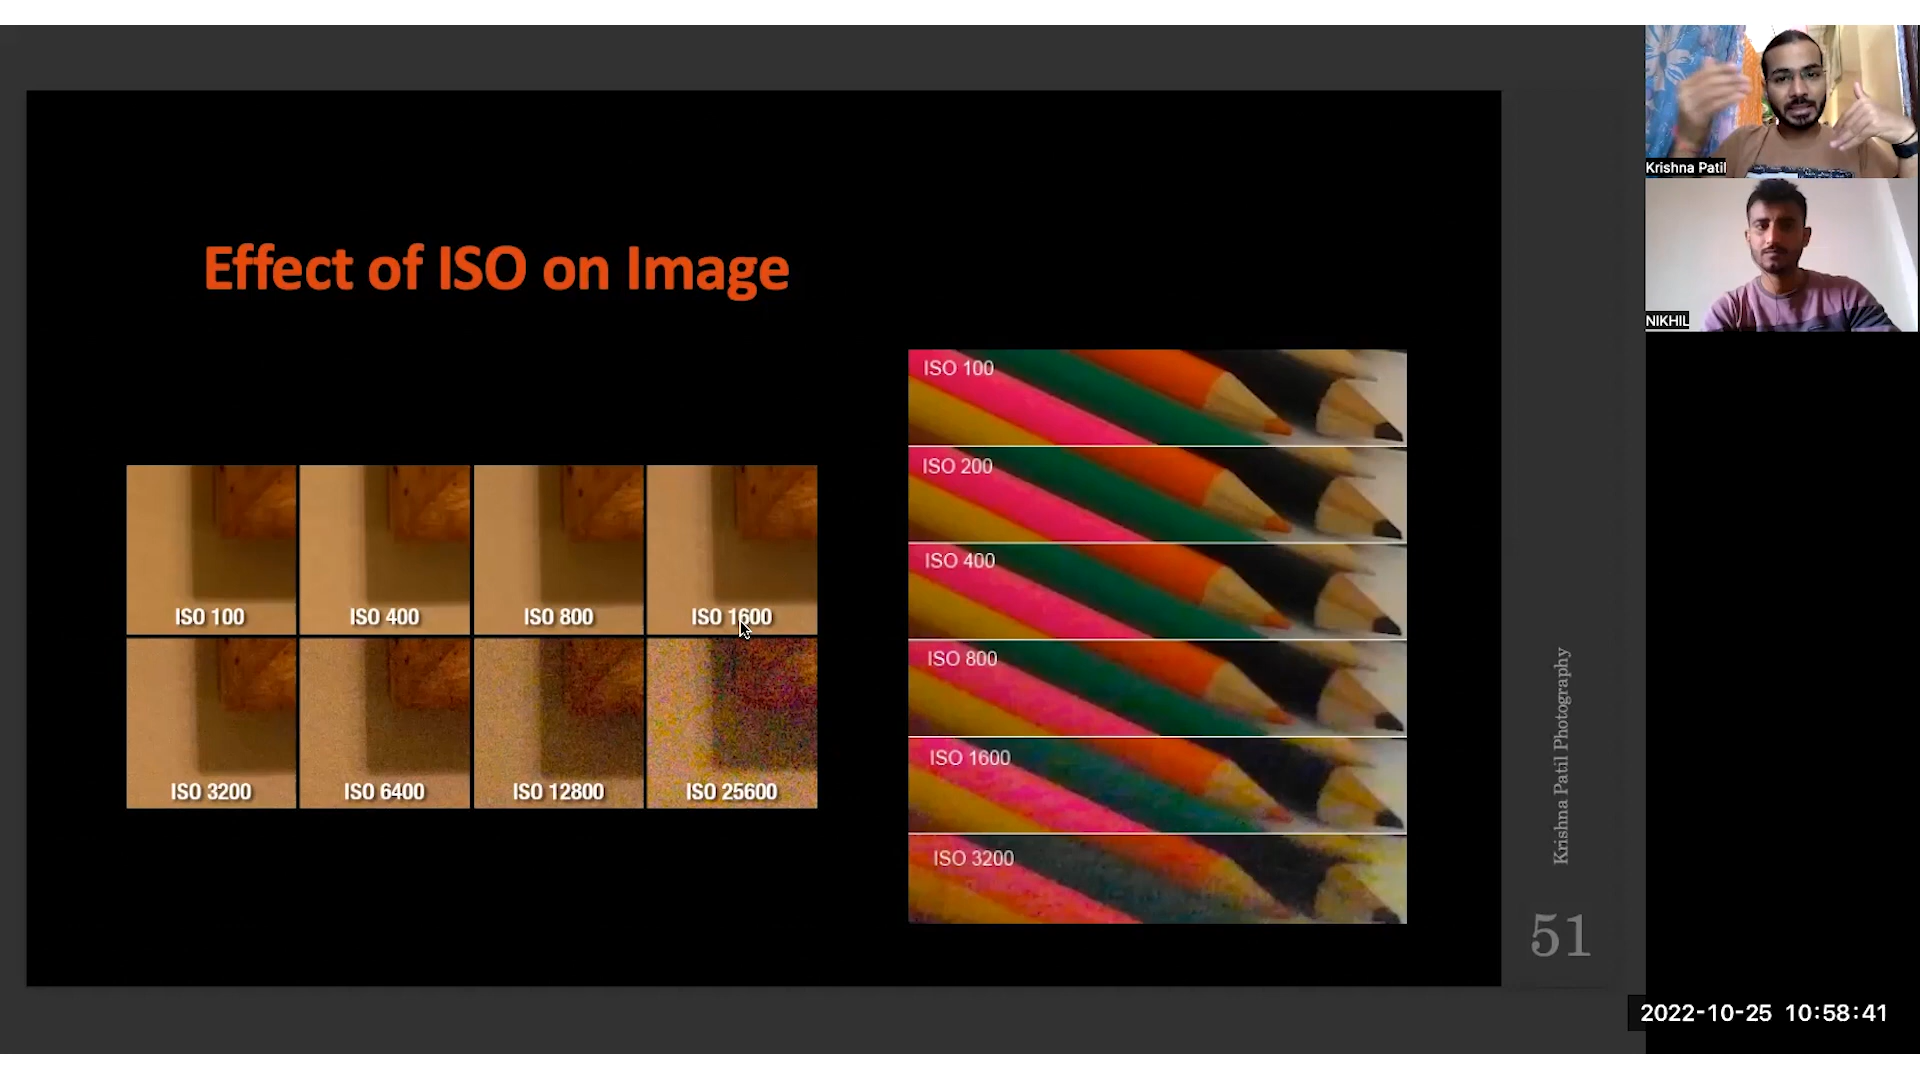 Effect of ISO on Image
ISO 100
ISO 400
ISO 800
ISO 1600
ISO 3200
ISO 6400
ISO 12800
ISO 25600
ISO 100
ISO 200
ISO 400
ISO 800
ISO 1600
ISO 3200
Krishna Patil Photography
51
Krishna Patil
NIKHIL
2022-10-25 10:58:41